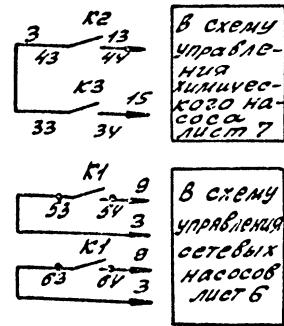 К2
3 13
43 44
К3
15
33 34
В схему
управле-
ния
химичес-
кого на-
соса
лист 7
К1
9
53 54
3
К1
9
63 64
3
В схему
управления
сетевых
насосов
лист 6